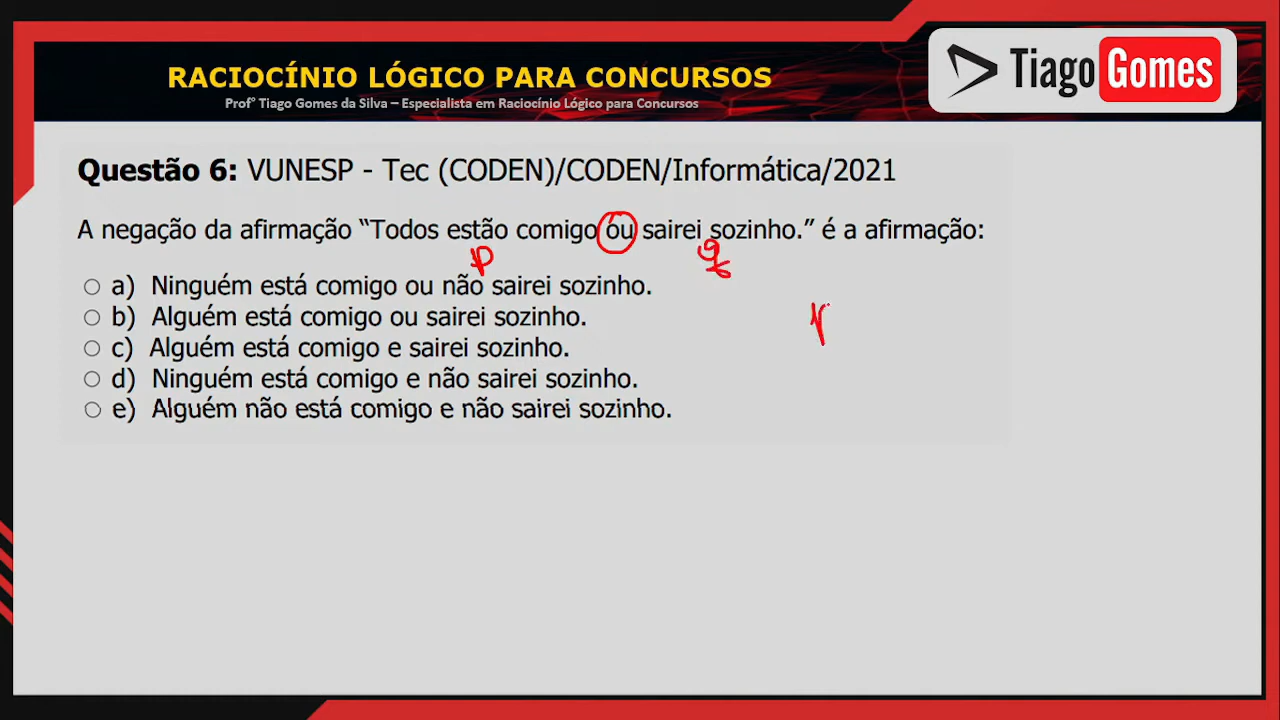 RACIOCÍNIO LÓGICO PARA CONCURSOS
Profº Tiago Gomes da Silva – Especialista em Raciocínio Lógico para Concursos
Tiago Gomes
Questão 6: VUNESP - Tec (CODEN)/CODEN/Informática/2021
A negação da afirmação “Todos estão comigo ou sairei sozinho.” é a afirmação:
p q
a) Ninguém está comigo ou não sairei sozinho.
b) Alguém está comigo ou sairei sozinho.
c) Alguém está comigo e sairei sozinho.
d) Ninguém está comigo e não sairei sozinho.
e) Alguém não está comigo e não sairei sozinho.